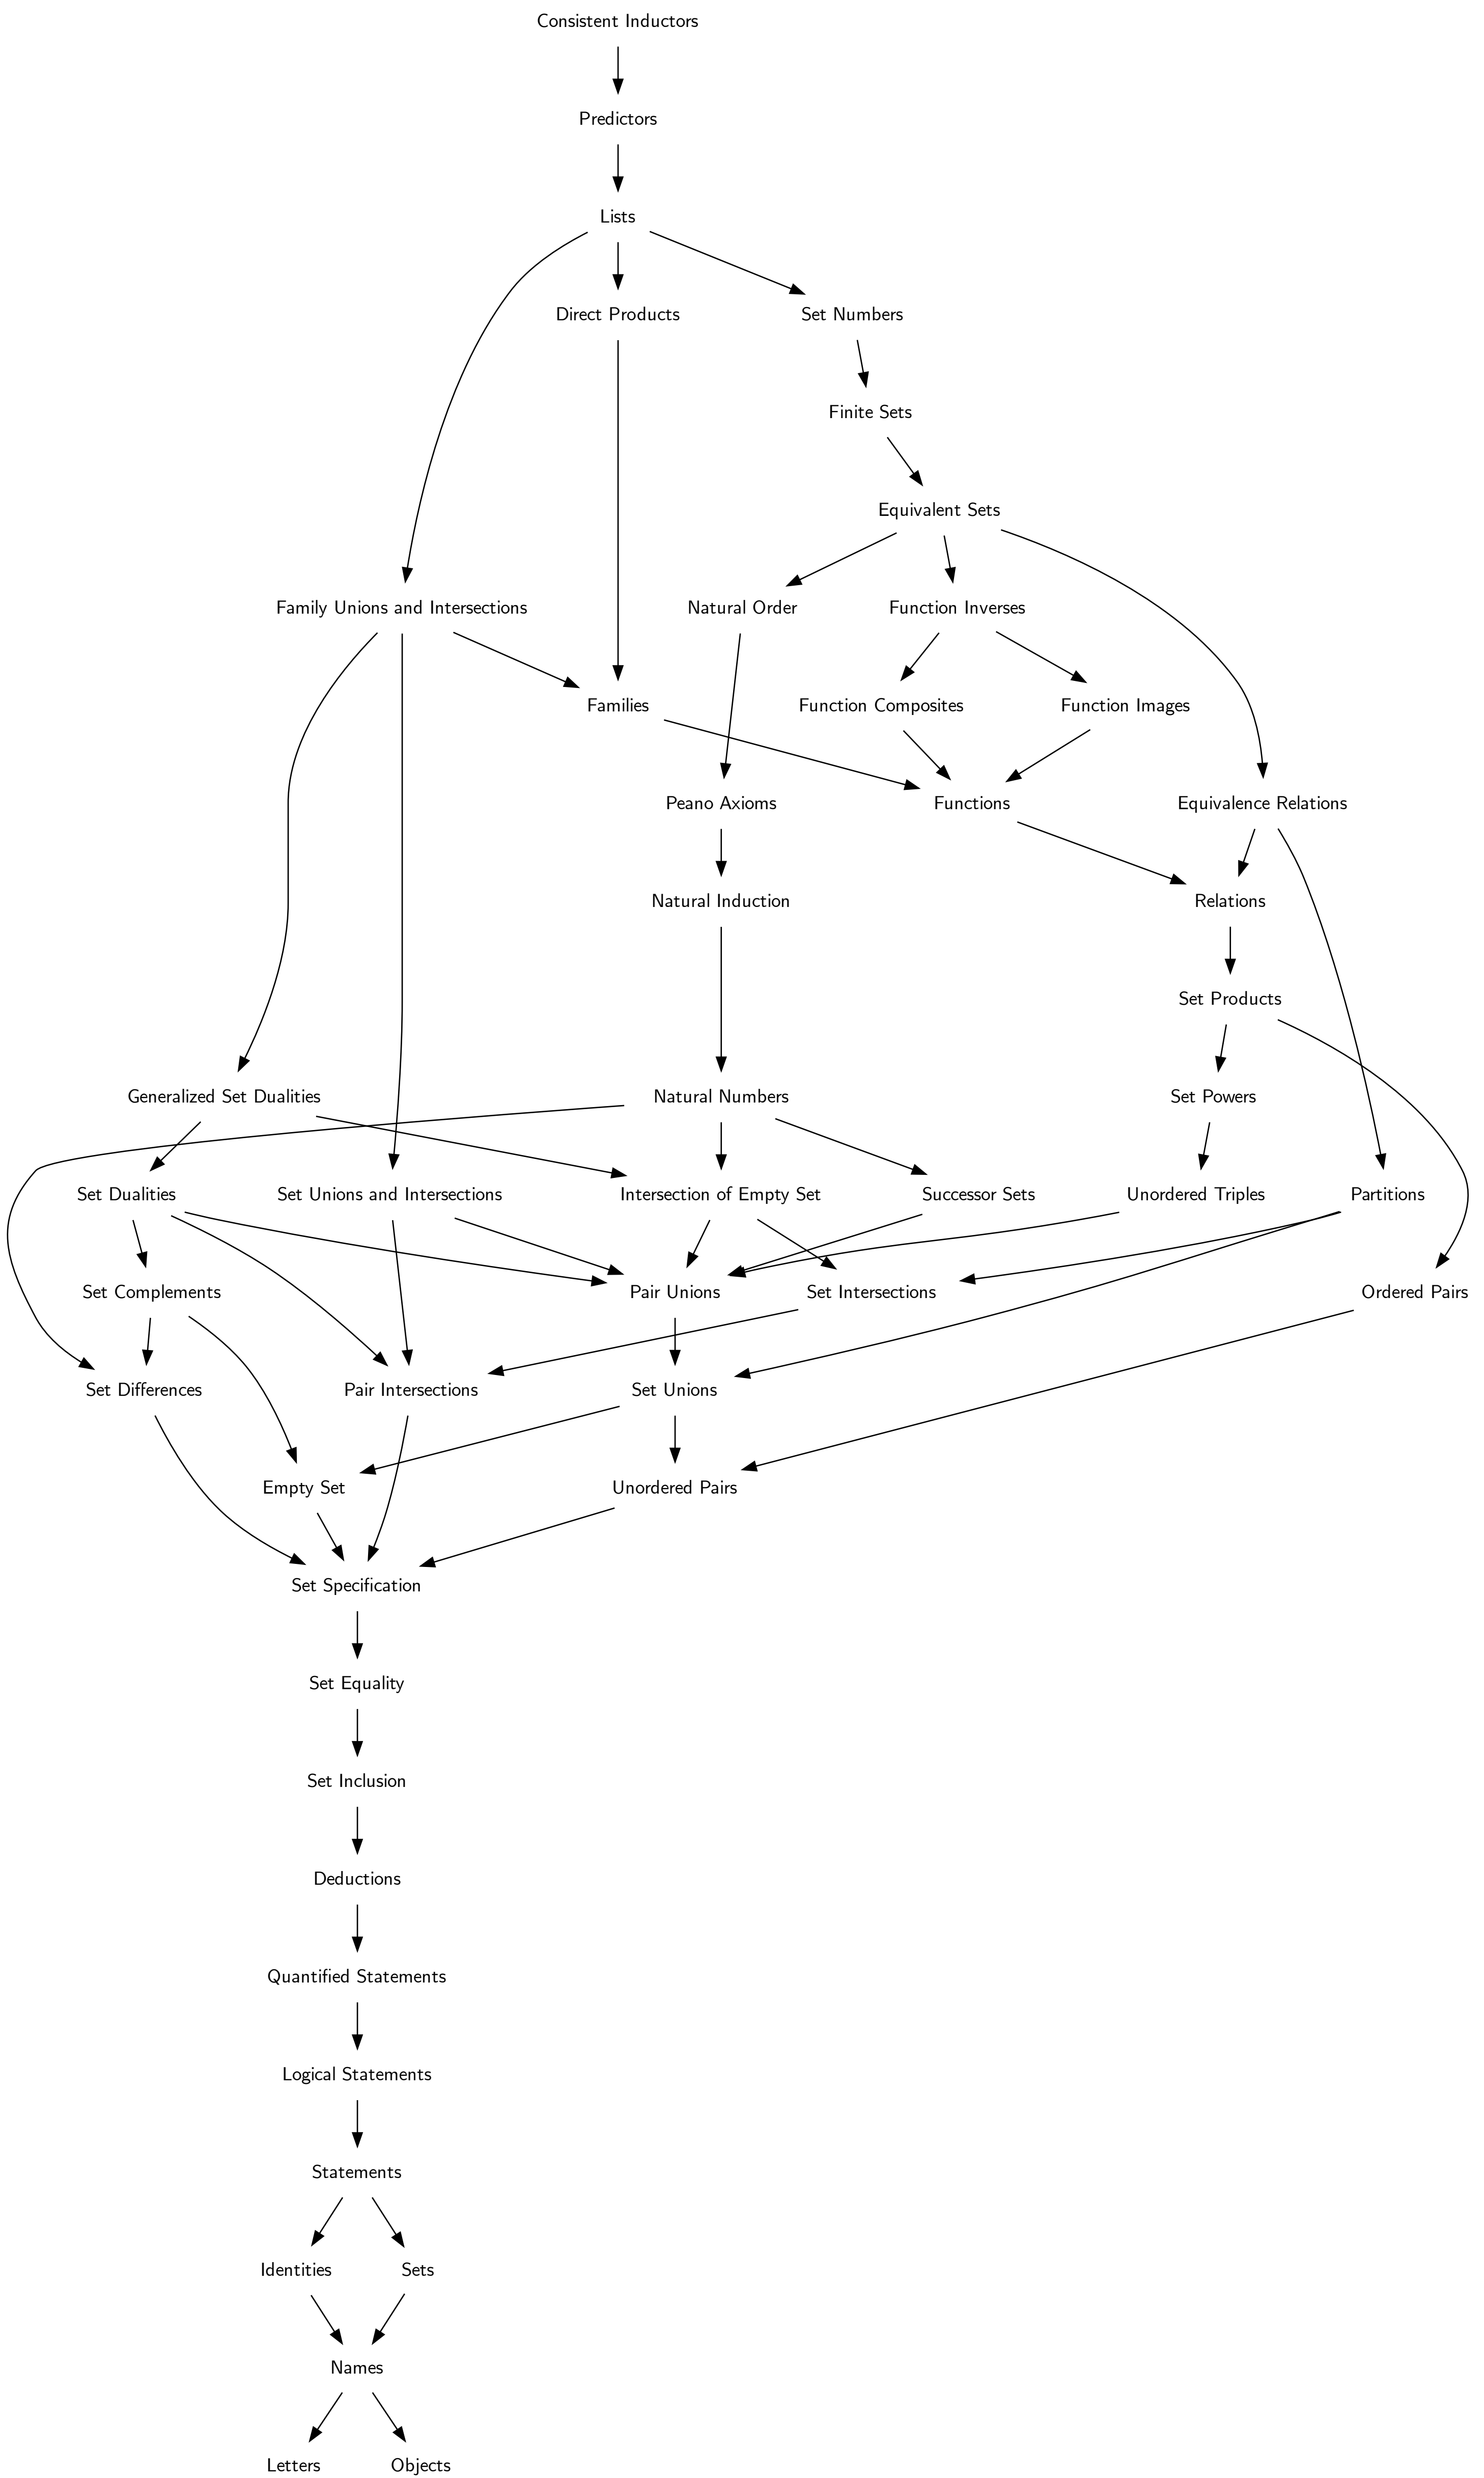 Consistent Inductors
Predictors
Lists
Direct Products
Set Numbers
Finite Sets
Equivalent Sets
Family Unions and Intersections
Natural Order
Function Inverses
Families
Function Composites
Function Images
Peano Axioms
Functions
Equivalence Relations
Natural Induction
Relations
Set Products
Generalized Set Dualities
Natural Numbers
Set Powers
Set Dualities
Set Unions and Intersections
Intersection of Empty Set
Successor Sets
Unordered Triples
Partitions
Set Complements
Pair Unions
Set Intersections
Ordered Pairs
Set Differences
Pair Intersections
Set Unions
Empty Set
Unordered Pairs
Set Specification
Set Equality
Set Inclusion
Deductions
Quantified Statements
Logical Statements
Statements
Identities
Sets
Names
Letters
Objects